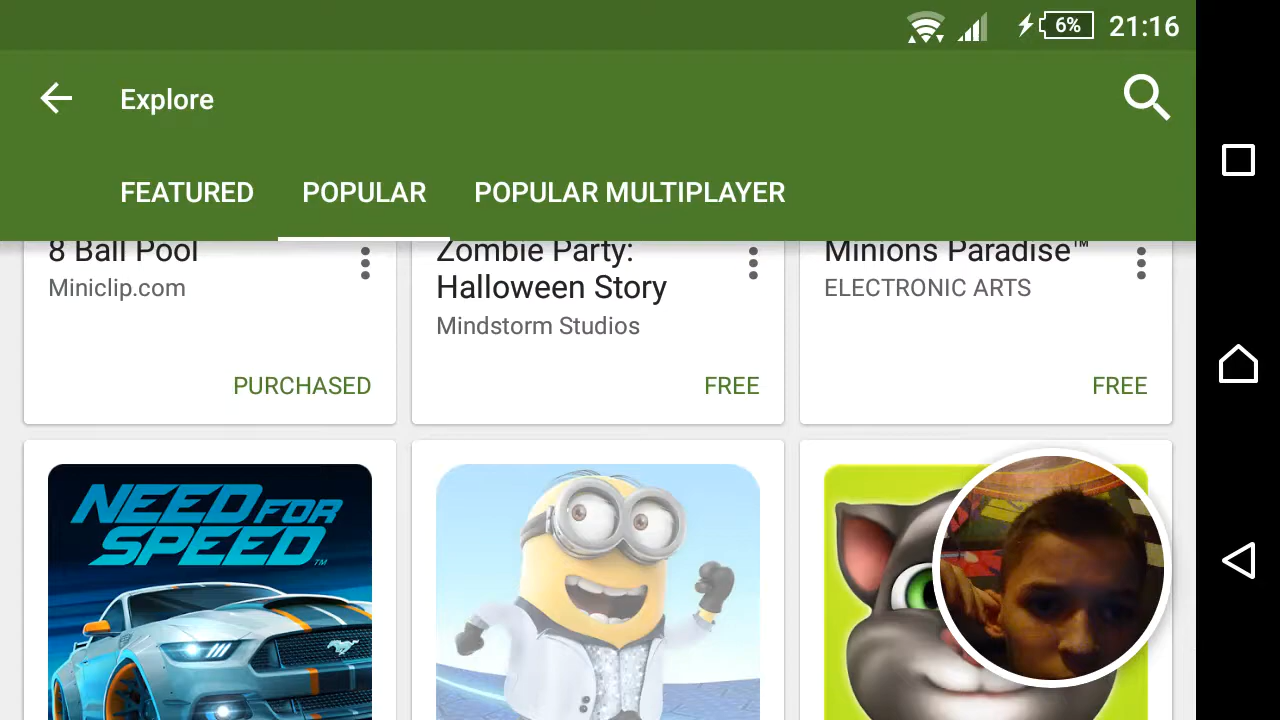 6% 21:16
Explore
FEATURED POPULAR POPULAR MULTIPLAYER
8 Ball Pool
Miniclip.com
PURCHASED
Zombie Party:
Halloween Story
Mindstorm Studios
FREE
Minions Paradise™
ELECTRONIC ARTS
FREE
NEED FOR
SPEED™